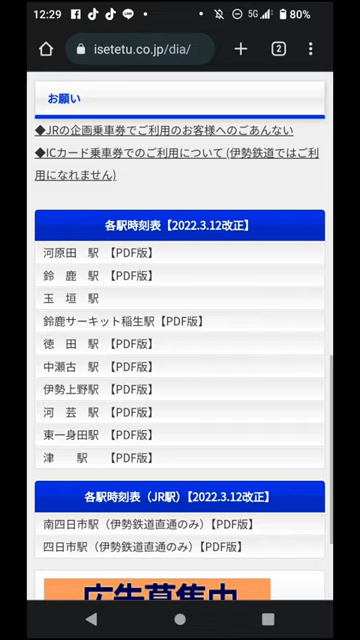 12:29
5G
80%
isetetu.co.jp/dia/
2
お願い
◆JRの企画乗車券でご利用のお客様へのごあんない
◆ICカード乗車券でのご利用について (伊勢鉄道ではご利
用になれません)
各駅時刻表【2022.3.12改正】
河原田 駅 【PDF版】
鈴 鹿 駅 【PDF版】
玉 垣 駅
鈴鹿サーキット稲生駅【PDF版】
徳 田 駅 【PDF版】
中瀬古 駅 【PDF版】
伊勢上野駅 【PDF版】
河 芸 駅 【PDF版】
東一身田駅 【PDF版】
津 駅 【PDF版】
各駅時刻表（JR駅）【2022.3.12改正】
南四日市駅（伊勢鉄道直通のみ）【PDF版】
四日市駅（伊勢鉄道直通のみ）【PDF版】
広告募集中